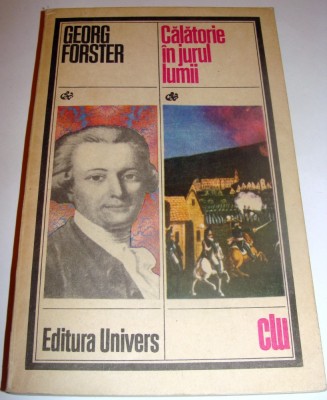 GEORG
FORSTER
Călătorie
în jurul
lumii
Editura Univers
clu